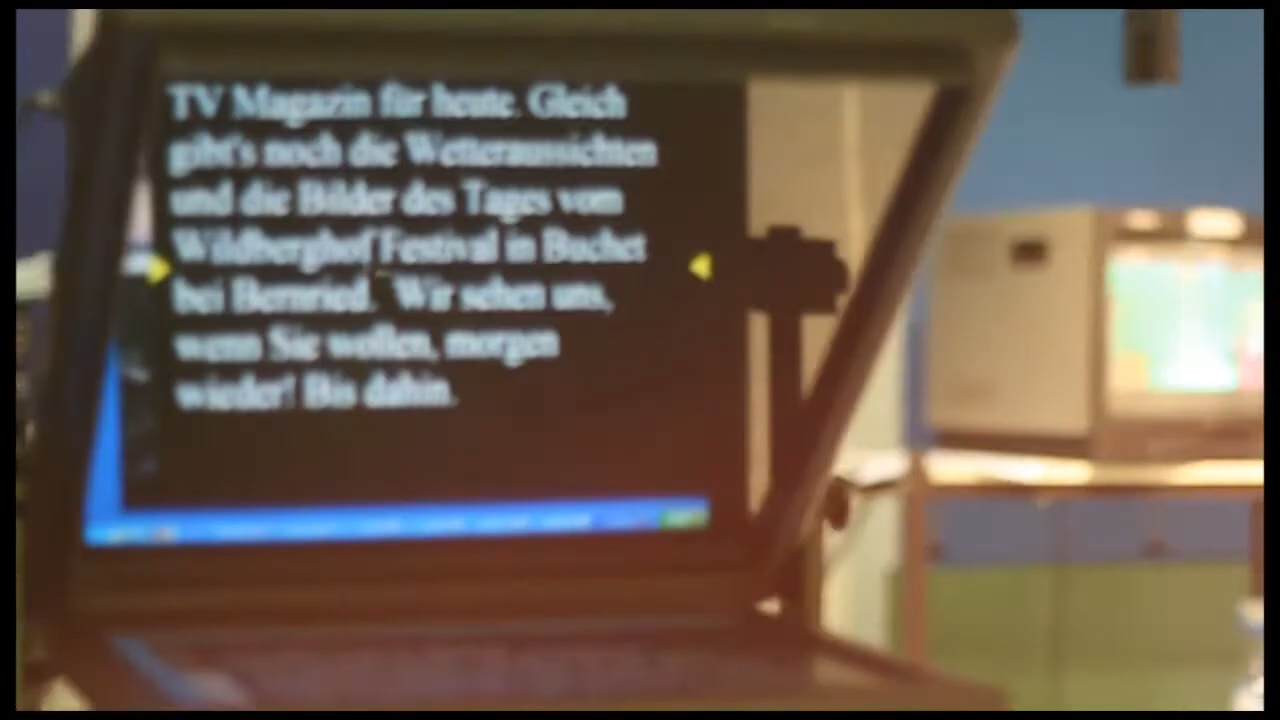 TV Magazin für heute. Gleich
gibt's noch die Wetteraussichten
und die Bilder des Tages vom
Wildberghof Festival in Buchet
bei Bernried. Wir sehen uns,
wenn Sie wollen, morgen
wieder! Bis dahin.